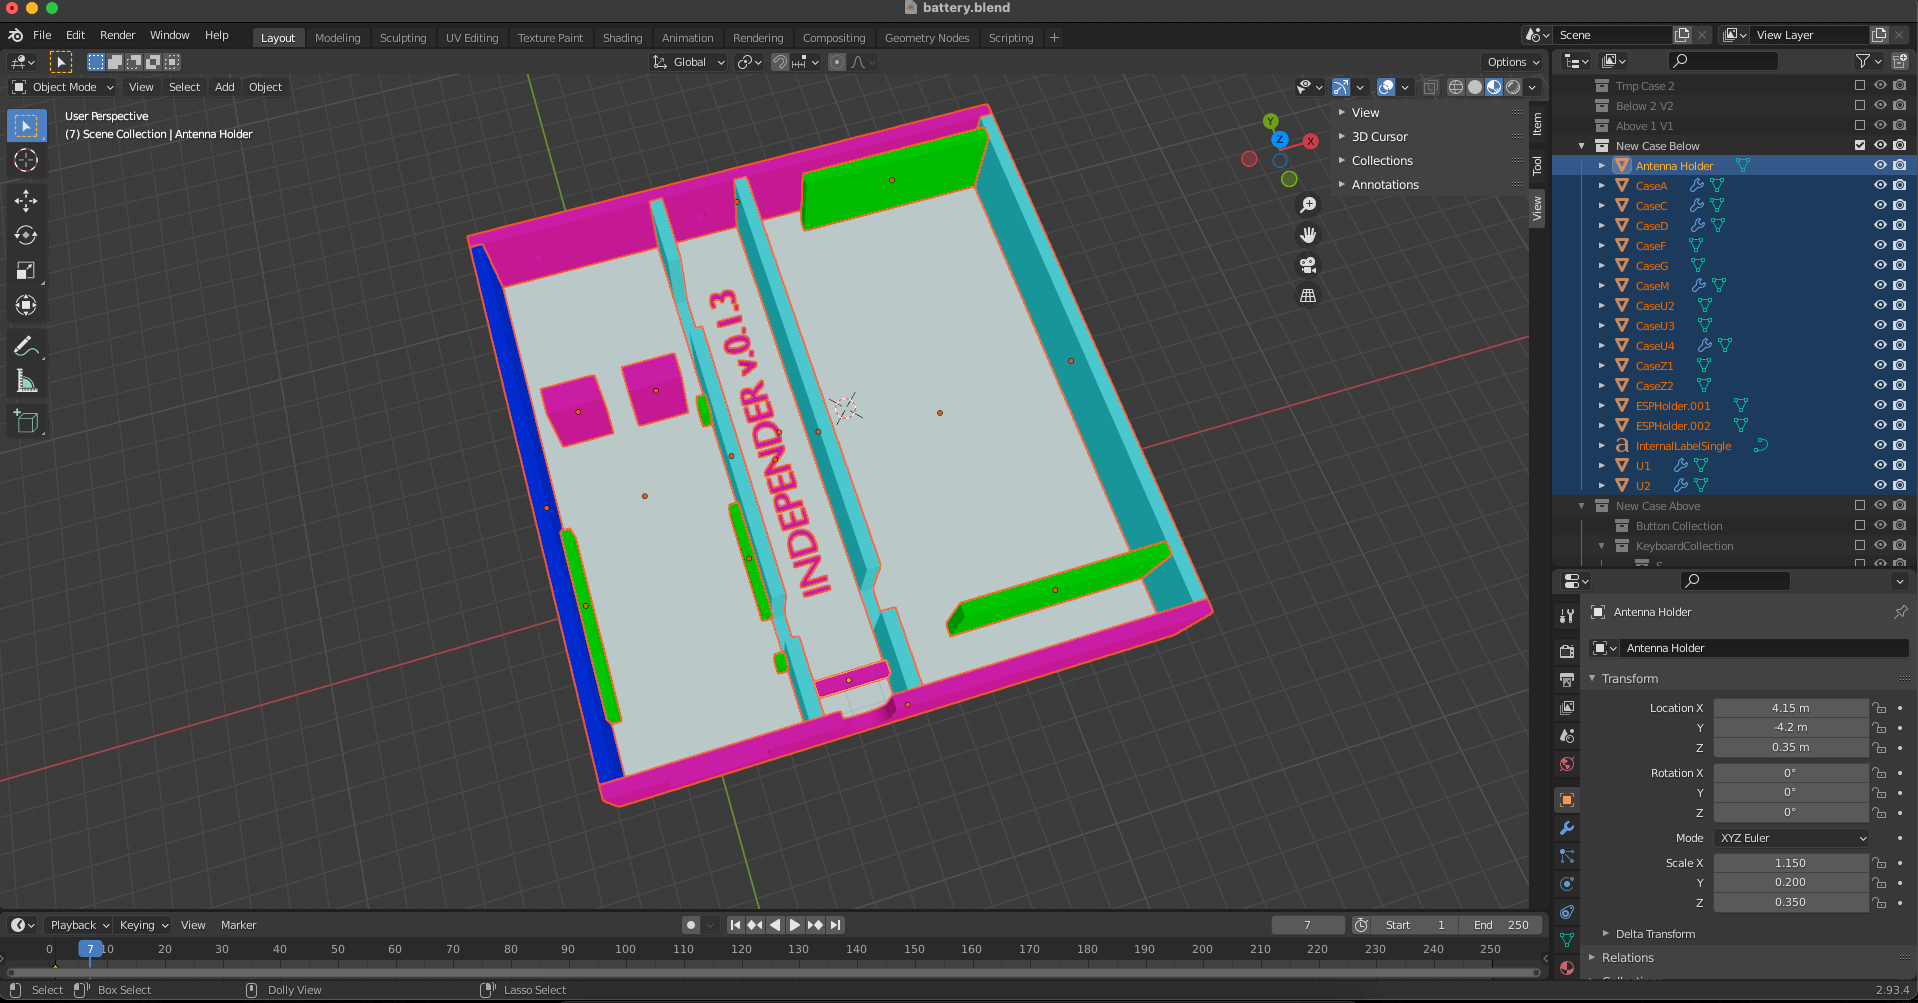 battery.blend
File Edit Render Window Help
Layout Modeling Sculpting UV Editing Texture Paint Shading Animation Rendering Compositing Geometry Nodes Scripting +
Scene
View Layer
Global
Options
Object Mode View Select Add Object
User Perspective
(7) Scene Collection | Antenna Holder
Y
Z
X
View
3D Cursor
Collections
Annotations
Item
Tool
View
INDEPENDER v.0.1.3
Tmp Case 2
Below 2 V2
Above 1 V1
New Case Below
Antenna Holder
CaseA
CaseC
CaseD
CaseF
CaseG
CaseM
CaseU2
CaseU3
CaseU4
CaseZ1
CaseZ2
ESPHolder.001
ESPHolder.002
InternalLabelSingle
U1
U2
New Case Above
Button Collection
KeyboardCollection
Antenna Holder
Antenna Holder
Transform
Location X 4.15 m
Y -4.2 m
Z 0.35 m
Rotation X 0°
Y 0°
Z 0°
Mode XYZ Euler
Scale X 1.150
Y 0.200
Z 0.350
Delta Transform
Relations
Playback Keying View Marker
7
Start 1
End 250
0 7 10 20 30 40 50 60 70 80 90 100 110 120 130 140 150 160 170 180 190 200 210 220 230 240 250
Select Box Select Dolly View Lasso Select
2.93.4